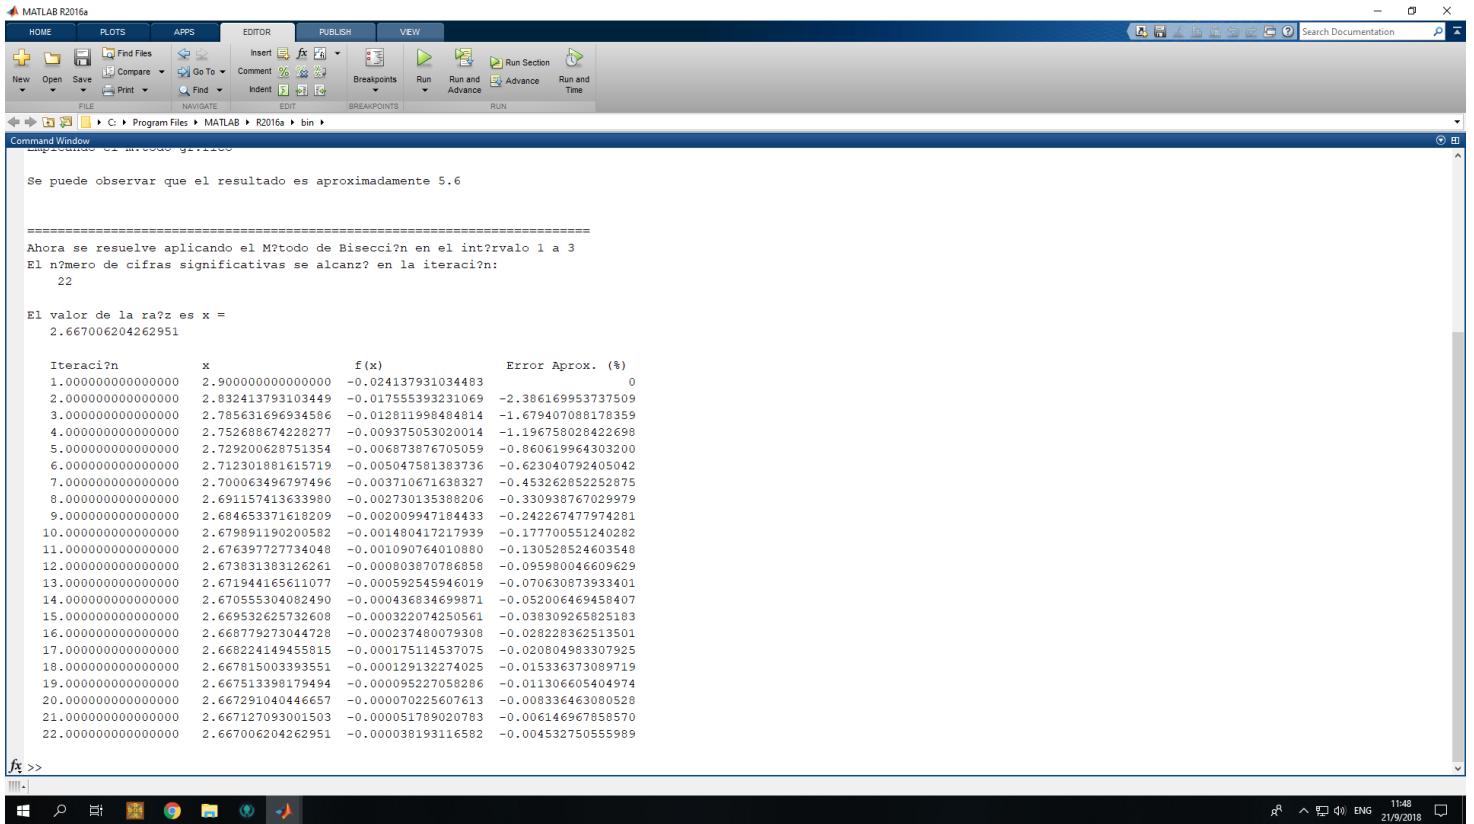 MATLAB R2016a
HOME PLOTS APPS EDITOR PUBLISH VIEW
Search Documentation
New Open Save Find Files Compare Print
Go To Find
Insert fx
Comment
Indent
Breakpoints Run Run and Advance Run Section Advance Run and Time
FILE NAVIGATE EDIT BREAKPOINTS RUN
C: Program Files MATLAB R2016a bin
Command Window
Se puede observar que el resultado es aproximadamente 5.6
===========================================================================
Ahora se resuelve aplicando el M?todo de Bisecci?n en el int?rvalo 1 a 3
El n?mero de cifras significativas se alcanz? en la iteraci?n:
22
El valor de la ra?z es x =
2.667006204262951
Iteraci?n x f(x) Error Aprox. (%)
1.000000000000000 2.900000000000000 -0.024137931034483 0
2.000000000000000 2.832413793103449 -0.017555393231069 -2.386169953737509
3.000000000000000 2.785631696934586 -0.012811998484814 -1.679407088178359
4.000000000000000 2.752688674228277 -0.009375053020014 -1.196758028422698
5.000000000000000 2.729200628751354 -0.006873876705059 -0.860619964303200
6.000000000000000 2.712301881615719 -0.005047581383736 -0.623040792405042
7.000000000000000 2.700063496797496 -0.003710671638327 -0.453262852252875
8.000000000000000 2.691157413633980 -0.002730135388206 -0.330938767029979
9.000000000000000 2.684653371618209 -0.002009947184433 -0.242267477974281
10.000000000000000 2.679891190200582 -0.001480417217939 -0.177700551240282
11.000000000000000 2.676397727734048 -0.001090764010880 -0.130528524603548
12.000000000000000 2.673831383126261 -0.000803870786858 -0.095980046609629
13.000000000000000 2.671944165611077 -0.000592545946019 -0.070630873933401
14.000000000000000 2.670555304082490 -0.000436834699871 -0.052006469458407
15.000000000000000 2.669532625732608 -0.000322074250561 -0.038309265825183
16.000000000000000 2.668779273044728 -0.000237480079308 -0.028228362513501
17.000000000000000 2.668224149455815 -0.000175114537075 -0.020804983307925
18.000000000000000 2.667815003393551 -0.000129132274025 -0.015336373089719
19.000000000000000 2.667513398179494 -0.000095227058286 -0.011306605404974
20.000000000000000 2.667291040446657 -0.000070225607613 -0.008336463080528
21.000000000000000 2.667127093001503 -0.000051789020783 -0.006146967858570
22.000000000000000 2.667006204262951 -0.000038193116582 -0.004532750555989
fx >>
ENG 11:48
21/9/2018